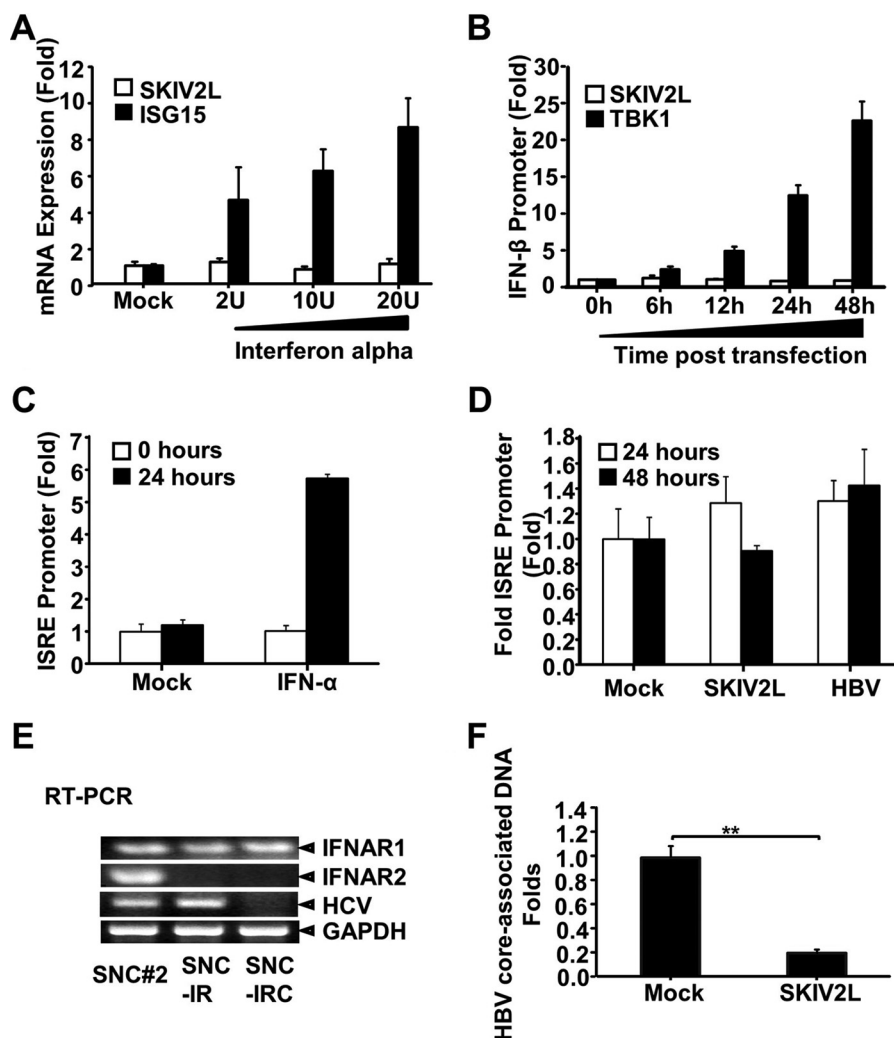 A
mRNA Expression (Fold)
12
10
8
6
4
2
0
SKIV2L
ISG15
Mock 2U 10U 20U
Interferon alpha
B
IFN-β Promoter (Fold)
30
25
20
15
10
5
0
SKIV2L
TBK1
0h 6h 12h 24h 48h
Time post transfection
C
ISRE Promoter (Fold)
7
6
5
4
3
2
1
0
0 hours
24 hours
Mock IFN-α
D
Fold ISRE Promoter
(Fold)
1.8
1.6
1.4
1.2
1.0
0.8
0.6
0.4
0.2
0.0
24 hours
48 hours
Mock SKIV2L HBV
E
RT-PCR
IFNAR1
IFNAR2
HCV
GAPDH
SNC#2 SNC SNC
-IR -IRC
F
HBV core-associated DNA
Folds
1.4
1.2
1.0
0.8
0.6
0.4
0.2
0.0
**
Mock SKIV2L